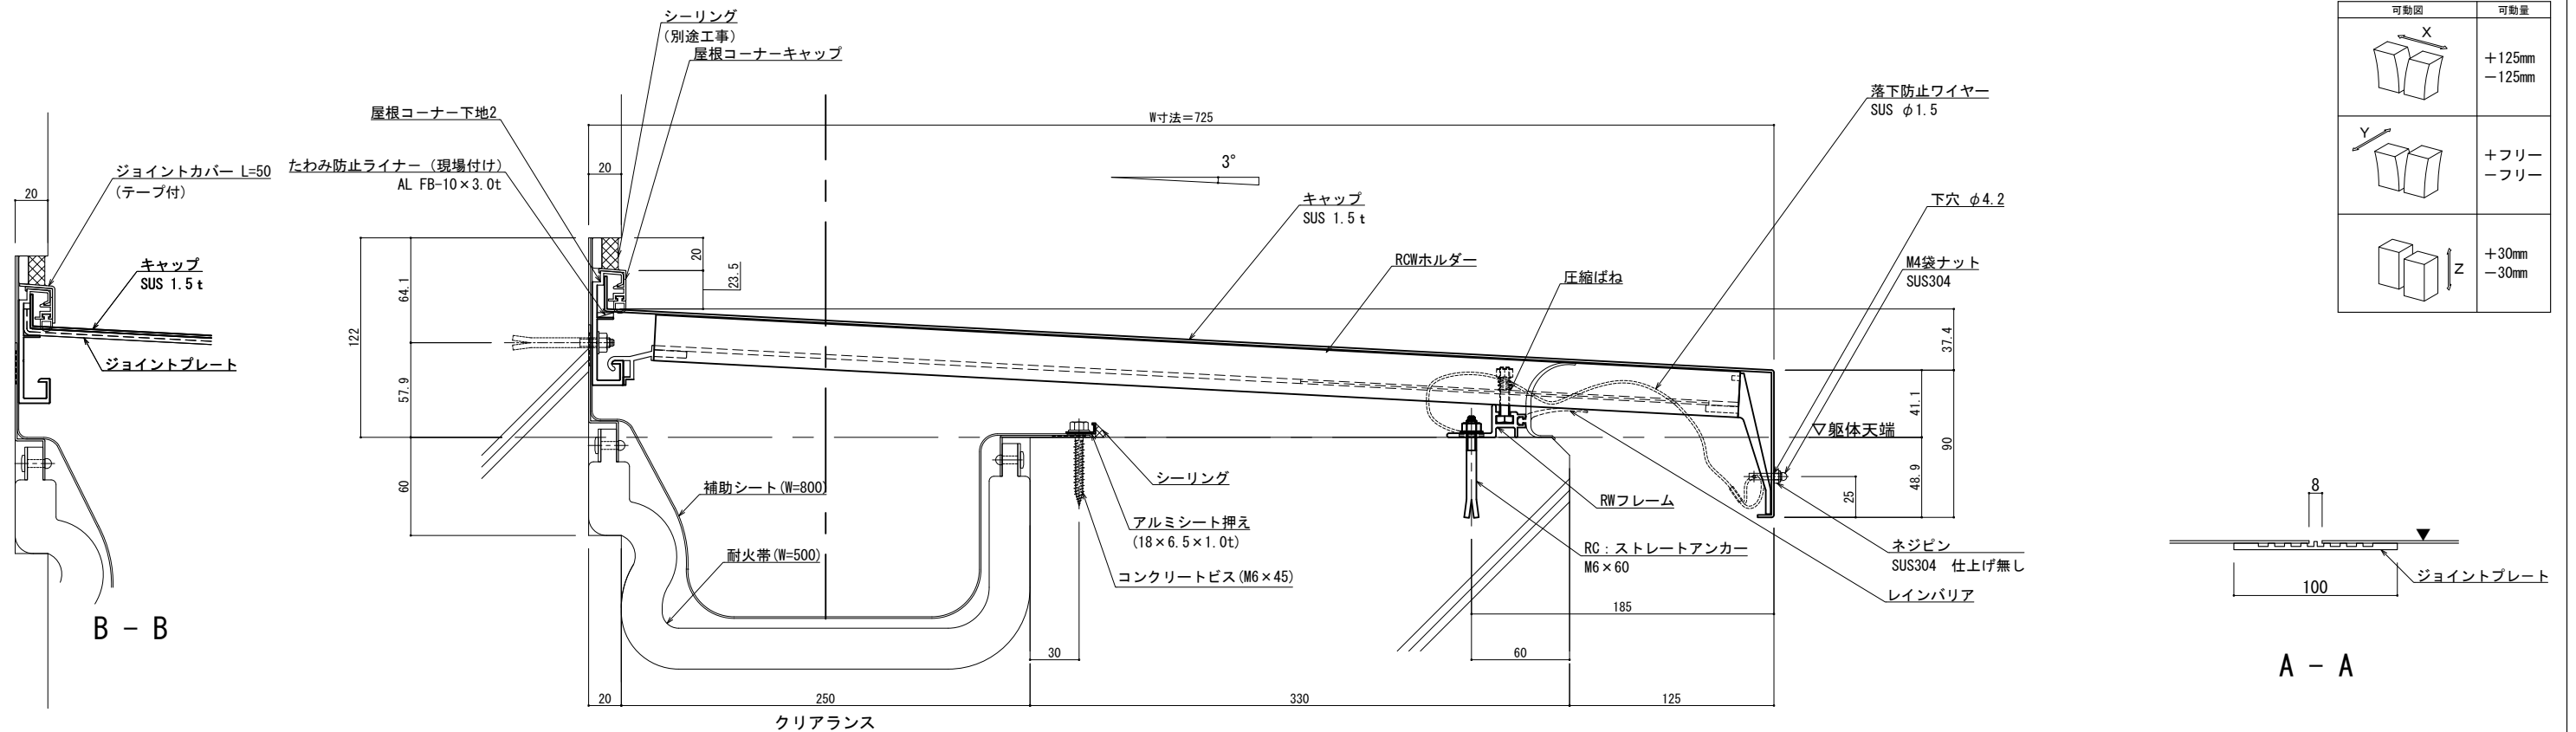 シーリング
(別途工事)
屋根コーナーキャップ
屋根コーナー下地2
たわみ防止ライナー (現場付け)
AL FB-10×3.0t
ジョイントカバー L=50
(テープ付)
20
キャップ
SUS 1.5t
ジョイントプレート
B - B
W寸法=725
20
3°
20
23.5
64.1
122
57.9
60
キャップ
SUS 1.5t
RCWホルダー
圧縮ばね
落下防止ワイヤー
SUS φ1.5
下穴 φ4.2
M4袋ナット
SUS304
37.4
41.1
▽躯体天端
90
48.9
25
補助シート(W=800)
耐火帯(W=500)
シーリング
アルミシート押え
(18×6.5×1.0t)
コンクリートビス(M6×45)
RWフレーム
RC:ストレートアンカー
M6×60
ネジピン
SUS304 仕上げ無し
レインバリア
185
30
60
20
250
330
125
クリアランス
可動図
可動量
X
+125mm
-125mm
Y
+フリー
-フリー
Z
+30mm
-30mm
8
ジョイントプレート
100
A - A